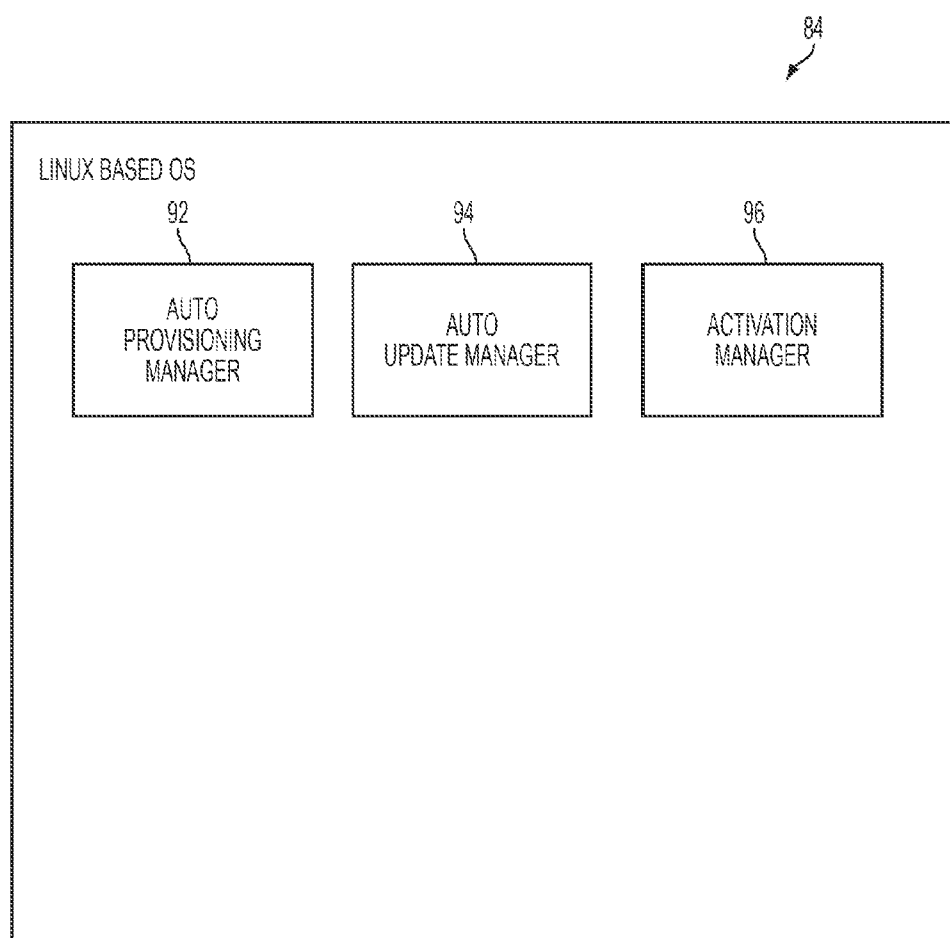 84
LINUX BASED OS
92
94
96
AUTO
PROVISIONING
MANAGER
AUTO
UPDATE MANAGER
ACTIVATION
MANAGER